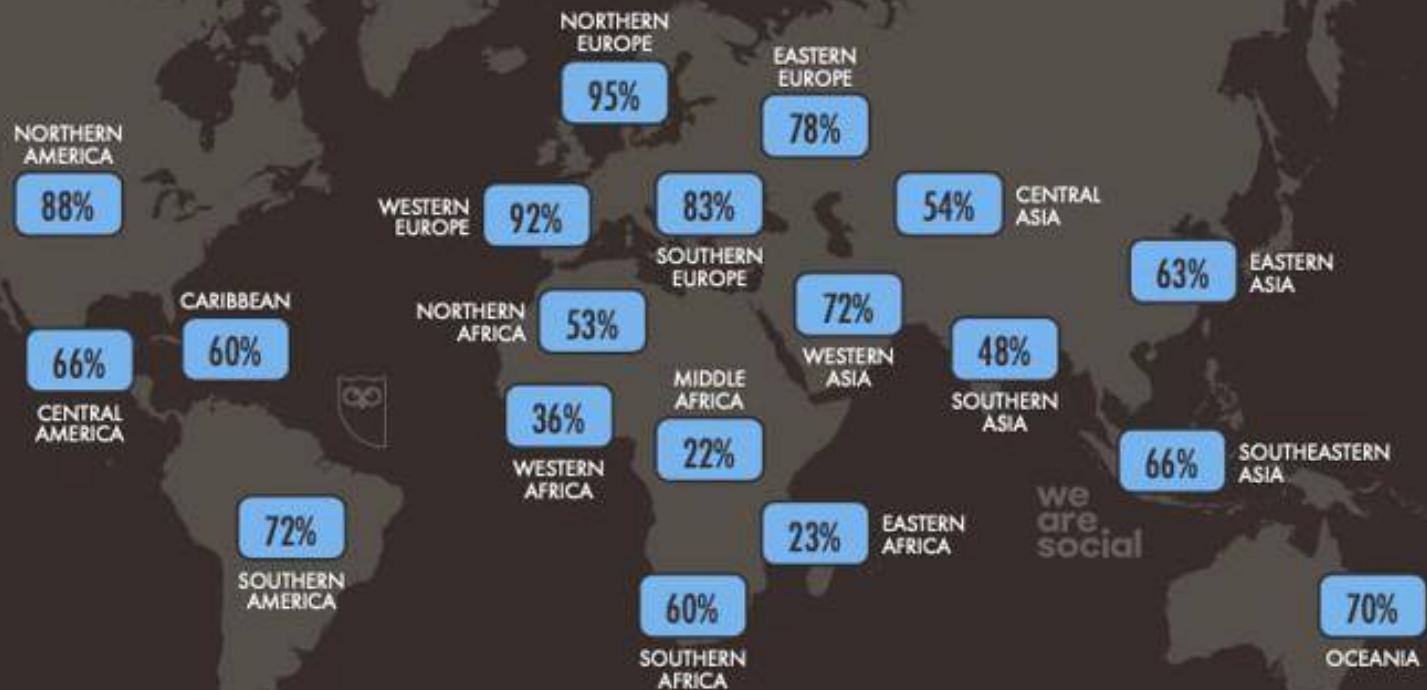 NORTHERN
EUROPE
95%
EASTERN
EUROPE
78%
NORTHERN
AMERICA
88%
WESTERN
EUROPE
92%
83%
SOUTHERN
EUROPE
54%
CENTRAL
ASIA
63%
EASTERN
ASIA
CARIBBEAN
60%
NORTHERN
AFRICA
53%
72%
WESTERN
ASIA
48%
SOUTHERN
ASIA
66%
CENTRAL
AMERICA
36%
WESTERN
AFRICA
MIDDLE
AFRICA
22%
66%
SOUTHEASTERN
ASIA
72%
SOUTHERN
AMERICA
23%
EASTERN
AFRICA
we
are
social
60%
SOUTHERN
AFRICA
70%
OCEANIA